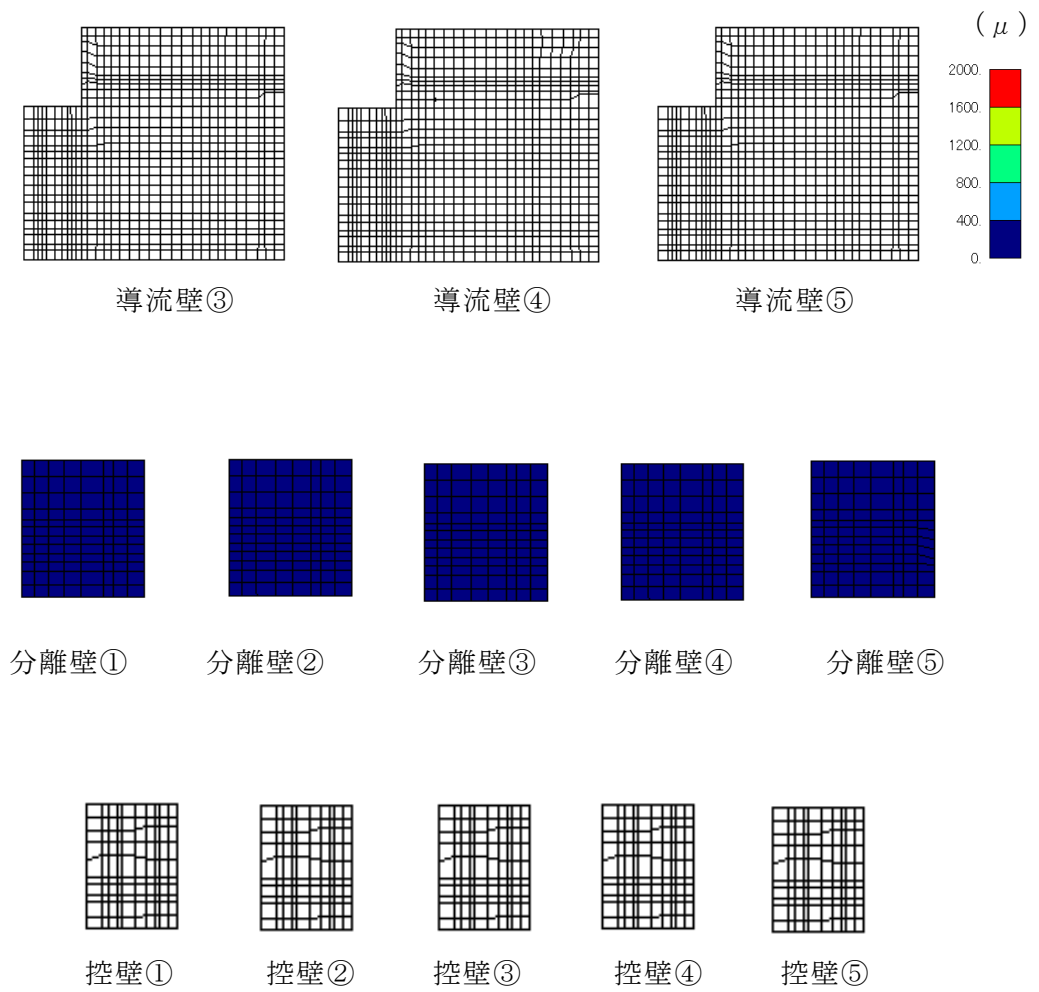 (μ)
2000.
1600.
1200.
800.
400.
0.
導流壁③ 導流壁④ 導流壁⑤
分離壁① 分離壁② 分離壁③ 分離壁④ 分離壁⑤
控壁① 控壁② 控壁③ 控壁④ 控壁⑤